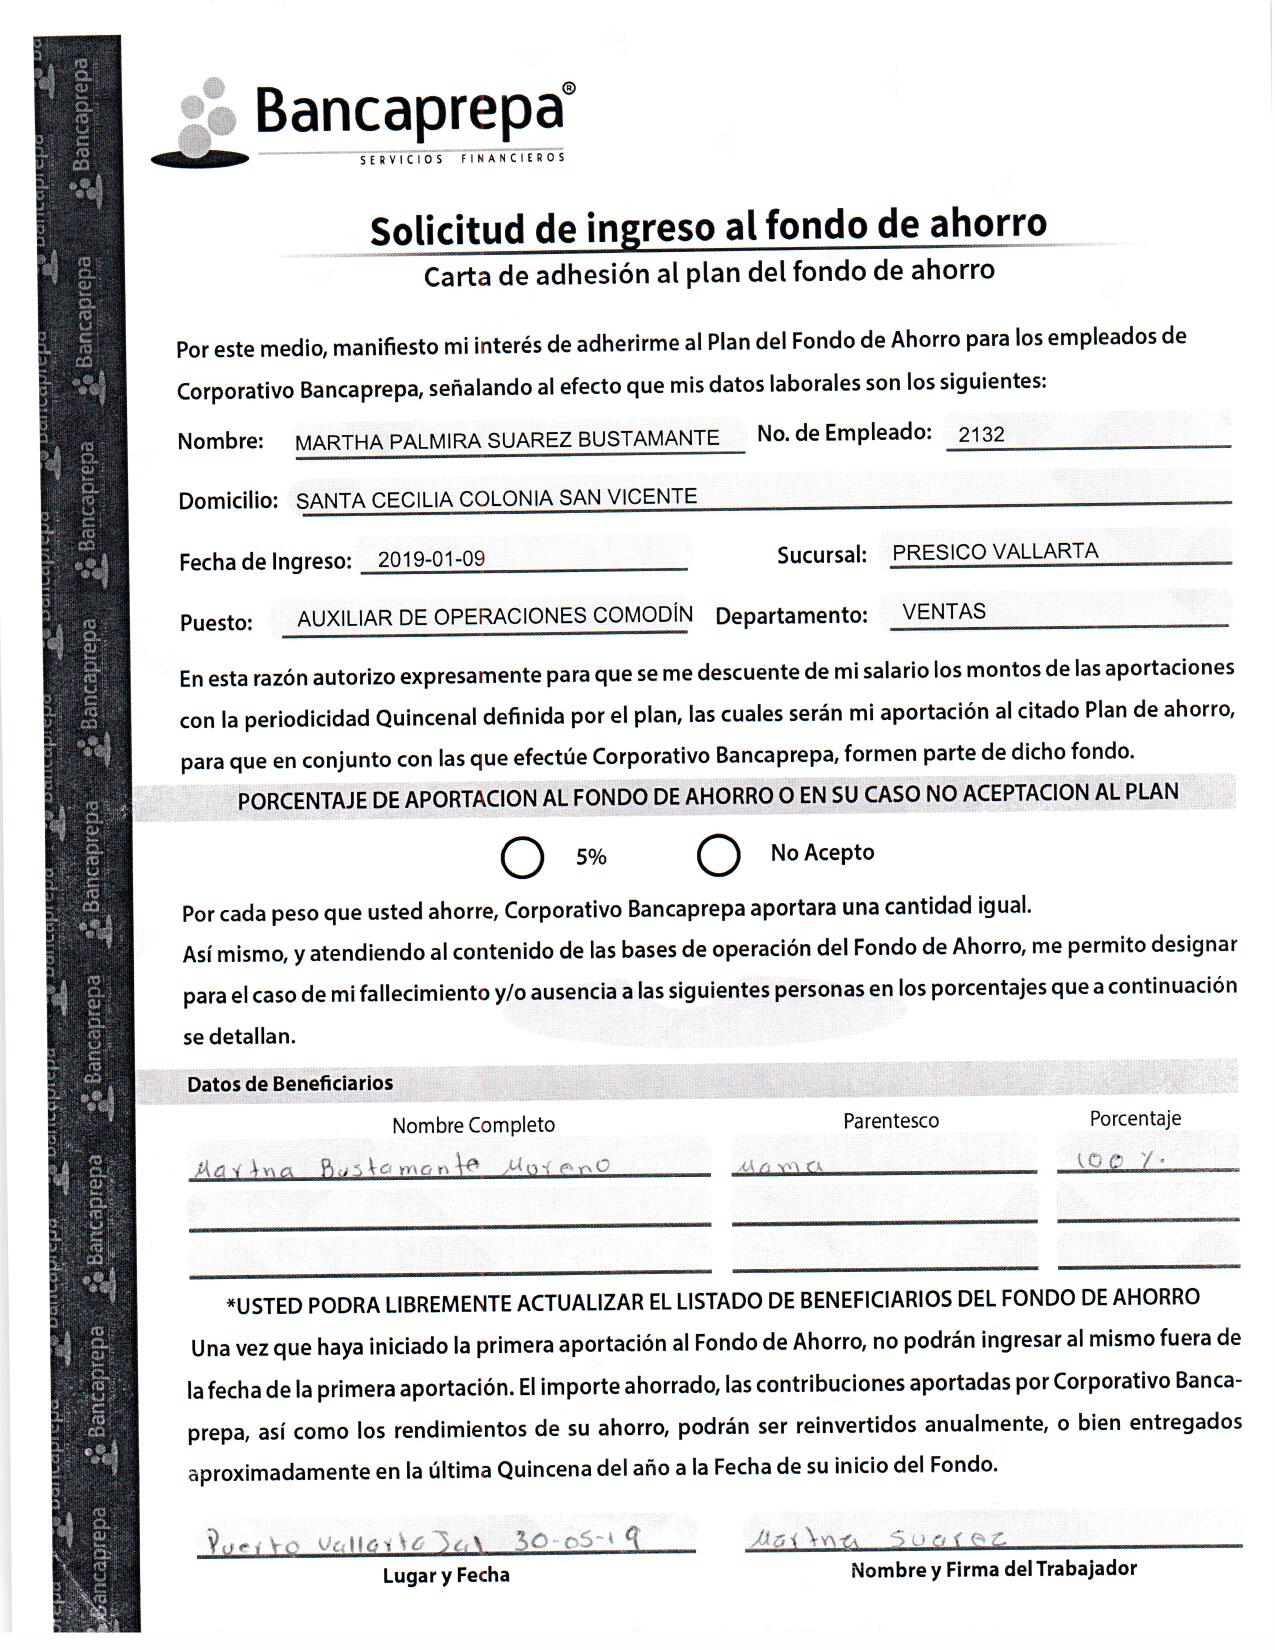 Bancaprepa®
SERVICIOS FINANCIEROS
Solicitud de ingreso al fondo de ahorro
Carta de adhesión al plan del fondo de ahorro
Por este medio, manifiesto mi interés de adherirme al Plan del Fondo de Ahorro para los empleados de
Corporativo Bancaprepa, señalando al efecto que mis datos laborales son los siguientes:
Nombre: MARTHA PALMIRA SUAREZ BUSTAMANTE No. de Empleado: 2132
Domicilio: SANTA CECILIA COLONIA SAN VICENTE
Fecha de Ingreso: 2019-01-09 Sucursal: PRESICO VALLARTA
Puesto: AUXILIAR DE OPERACIONES COMODÍN Departamento: VENTAS
En esta razón autorizo expresamente para que se me descuente de mi salario los montos de las aportaciones
con la periodicidad Quincenal definida por el plan, las cuales serán mi aportación al citado Plan de ahorro,
para que en conjunto con las que efectúe Corporativo Bancaprepa, formen parte de dicho fondo.
PORCENTAJE DE APORTACION AL FONDO DE AHORRO O EN SU CASO NO ACEPTACION AL PLAN
5% No Acepto
Por cada peso que usted ahorre, Corporativo Bancaprepa aportara una cantidad igual.
Así mismo, y atendiendo al contenido de las bases de operación del Fondo de Ahorro, me permito designar
para el caso de mi fallecimiento y/o ausencia a las siguientes personas en los porcentajes que a continuación
se detallan.
Datos de Beneficiarios
Nombre Completo Parentesco Porcentaje
Martha Bustamante Moreno Mama 100 %.
*USTED PODRA LIBREMENTE ACTUALIZAR EL LISTADO DE BENEFICIARIOS DEL FONDO DE AHORRO
Una vez que haya iniciado la primera aportación al Fondo de Ahorro, no podrán ingresar al mismo fuera de
la fecha de la primera aportación. El importe ahorrado, las contribuciones aportadas por Corporativo Banca-
prepa, así como los rendimientos de su ahorro, podrán ser reinvertidos anualmente, o bien entregados
aproximadamente en la última Quincena del año a la Fecha de su inicio del Fondo.
Puerto Vallarta Jal 30-05-19 Martha Suarez
Lugar y Fecha Nombre y Firma del Trabajador